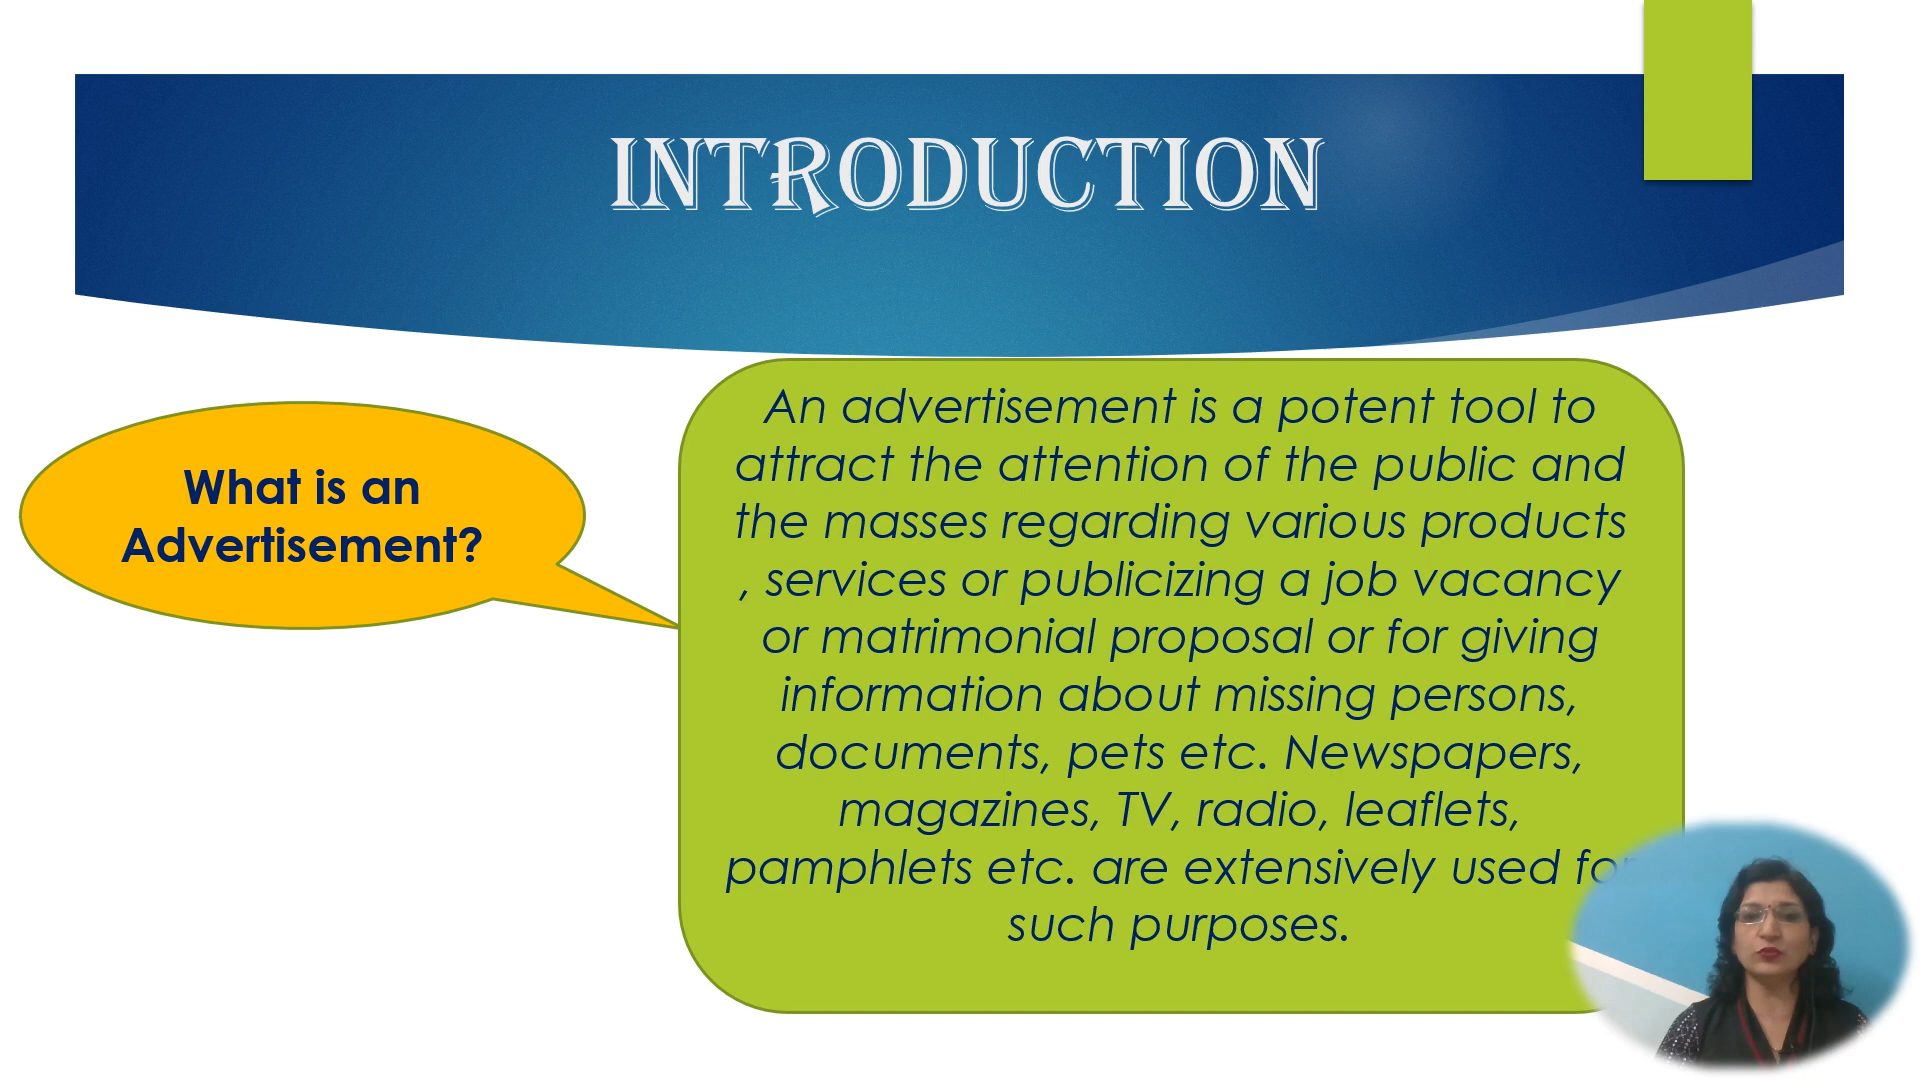 INTRODUCTION
What is an
Advertisement?
An advertisement is a potent tool to
attract the attention of the public and
the masses regarding various products
, services or publicizing a job vacancy
or matrimonial proposal or for giving
information about missing persons,
documents, pets etc. Newspapers,
magazines, TV, radio, leaflets,
pamphlets etc. are extensively used for
such purposes.